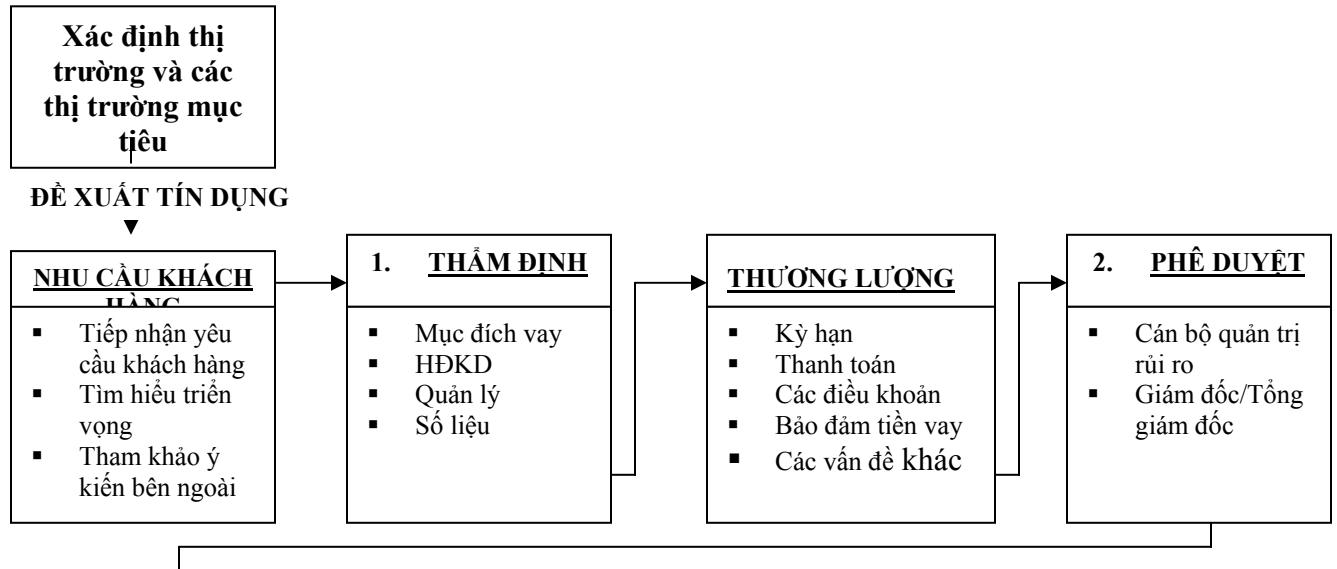 Xác định thị
trường và các
thị trường mục
tiêu
ĐỀ XUẤT TÍN DỤNG
NHU CẦU KHÁCH
HÀNG
▪ Tiếp nhận yêu
cầu khách hàng
▪ Tìm hiểu triển
vọng
▪ Tham khảo ý
kiến bên ngoài
1. THẨM ĐỊNH
▪ Mục đích vay
▪ HĐKD
▪ Quản lý
▪ Số liệu
THƯƠNG LƯỢNG
▪ Kỳ hạn
▪ Thanh toán
▪ Các điều khoản
▪ Bảo đảm tiền vay
▪ Các vấn đề khác
2. PHÊ DUYỆT
▪ Cán bộ quản trị
rủi ro
▪ Giám đốc/Tổng
giám đốc